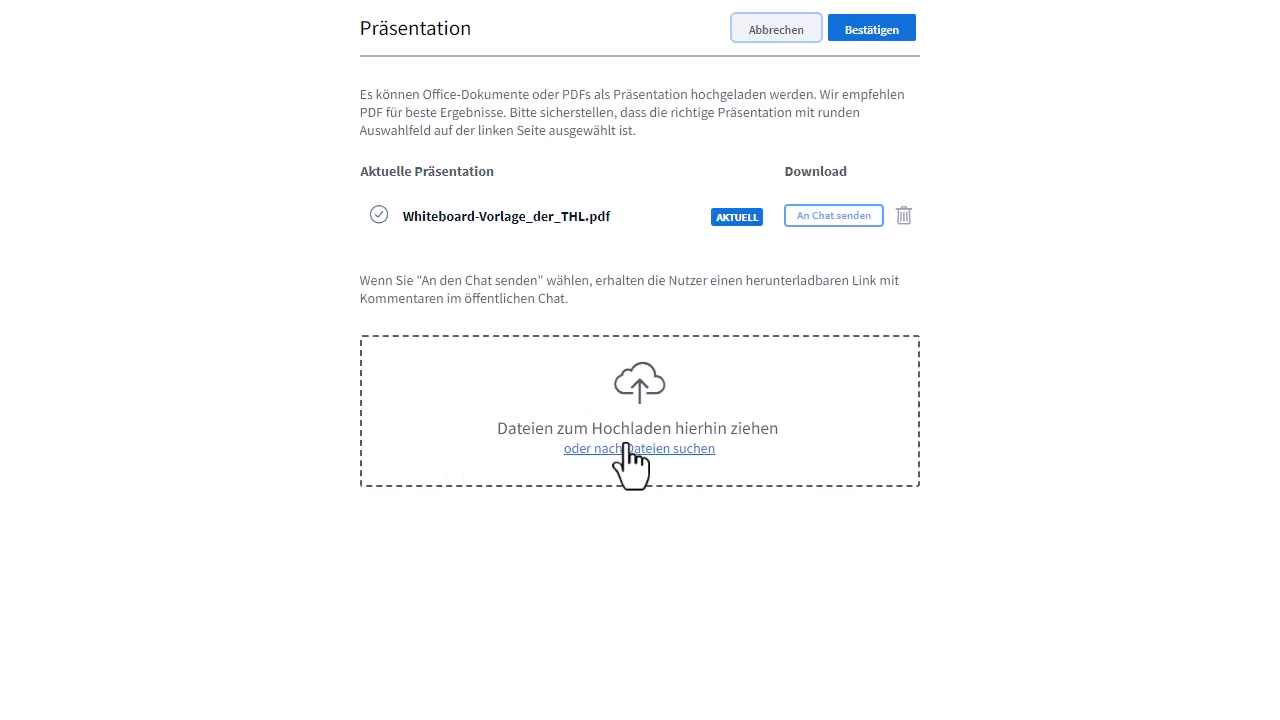 Präsentation
Abbrechen
Bestätigen
Es können Office-Dokumente oder PDFs als Präsentation hochgeladen werden. Wir empfehlen
PDF für beste Ergebnisse. Bitte sicherstellen, dass die richtige Präsentation mit runden
Auswahlfeld auf der linken Seite ausgewählt ist.
Aktuelle Präsentation
Download
Whiteboard-Vorlage_der_THL.pdf
AKTUELL
An Chat senden
Wenn Sie "An den Chat senden" wählen, erhalten die Nutzer einen herunterladbaren Link mit
Kommentaren im öffentlichen Chat.
Dateien zum Hochladen hierhin ziehen
oder nach Dateien suchen